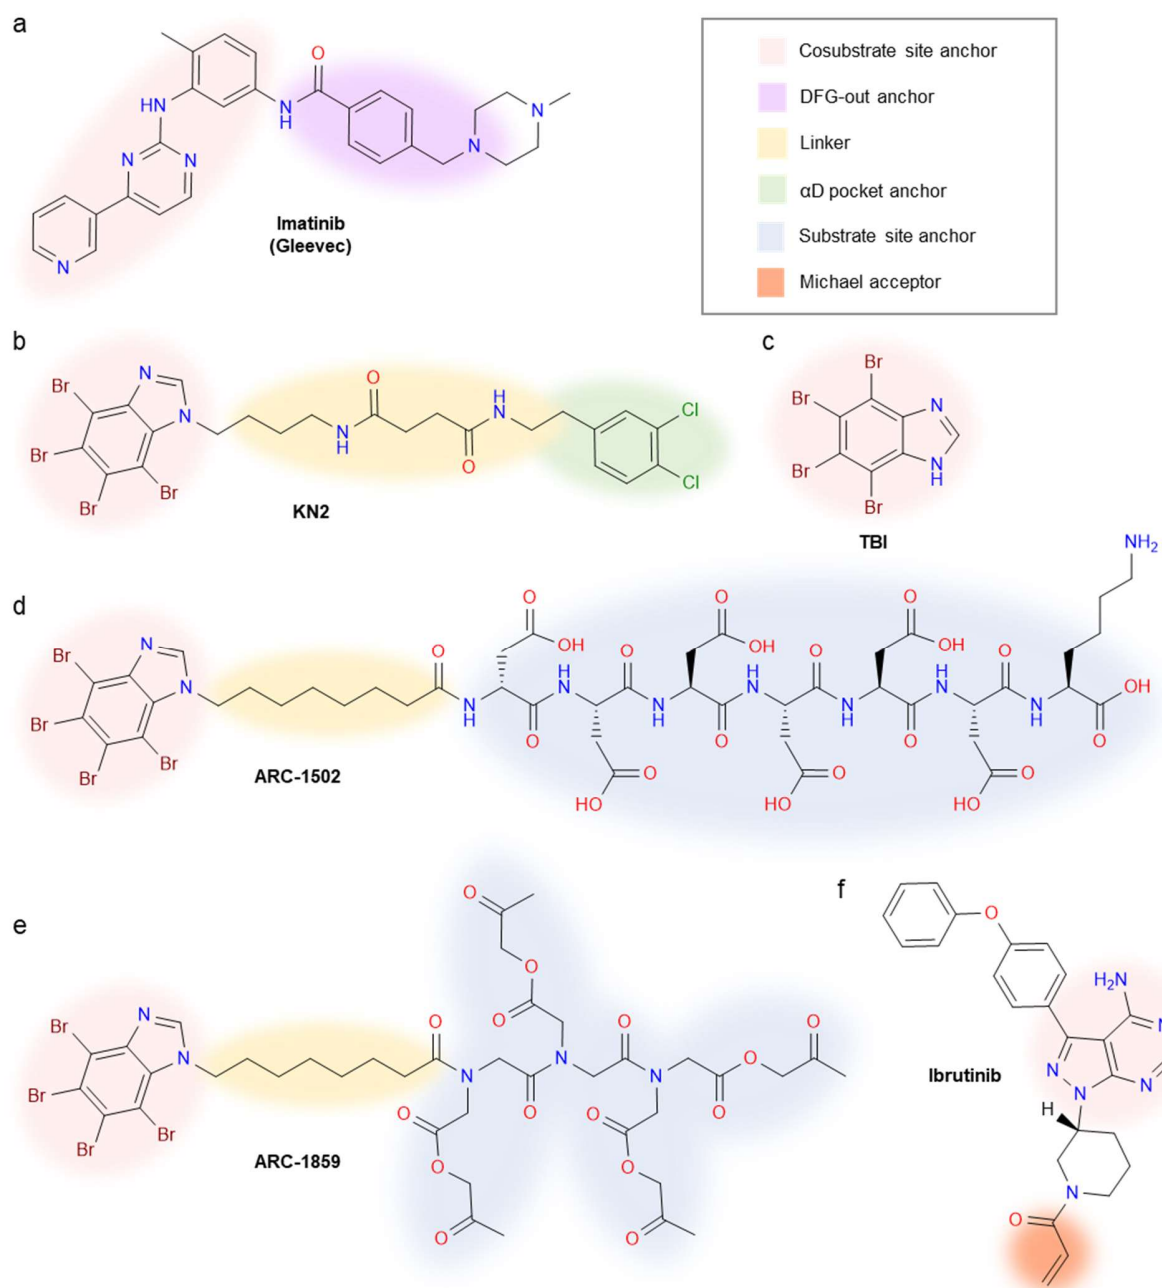 a
O
HN
N
H
N
N
N
N
N
Imatinib
(Gleevec)
Cosubstrate site anchor
DFG-out anchor
Linker
αD pocket anchor
Substrate site anchor
Michael acceptor
b
Br
N
N
Br
Br
Br
O
N
H
H
N
O
Cl
Cl
KN2
c
Br
Br
N
Br
N
H
Br
TBI
d
Br
N
N
Br
Br
Br
O
N
H
O
OH
O
H
N
O
HO
O
O
OH
N
H
O
H
N
O
HO
O
O
OH
N
H
O
H
N
O
HO
O
N
H
NH2
OH
O
ARC-1502
e
Br
N
N
Br
Br
Br
O
N
O
O
O
O
O
N
O
O
O
O
N
O
O
O
O
O
O
ARC-1859
f
O
H2N
N
N
N
N
H
N
O
Ibrutinib